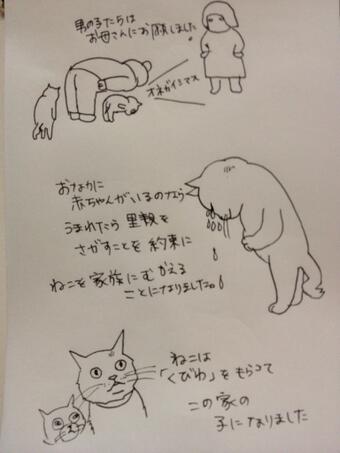 男の子たちは
お母さんにお願しました
オネガイシマス
おなかに
赤ちゃんがいるのなら
うまれたら里親を
さがすことを約束に
ねこを家族にむかえる
ことになりました。
ねこは
「くびわ」をもらって
この家の
子になりました